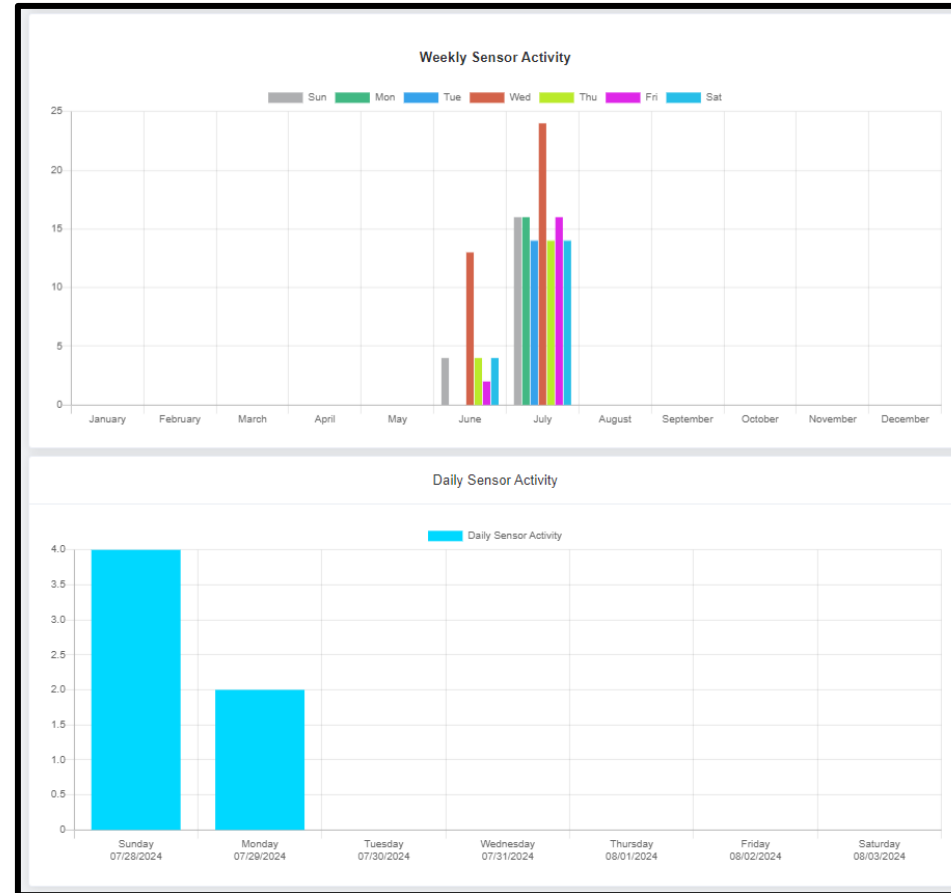 Weekly Sensor Activity
Sun Mon Tue Wed Thu Fri Sat
25
20
15
10
5
0
January February March April May June July August September October November December
Daily Sensor Activity
Daily Sensor Activity
4.0
3.5
3.0
2.5
2.0
1.5
1.0
0.5
0
Sunday Monday Tuesday Wednesday Thursday Friday Saturday
07/28/2024 07/29/2024 07/30/2024 07/31/2024 08/01/2024 08/02/2024 08/03/2024